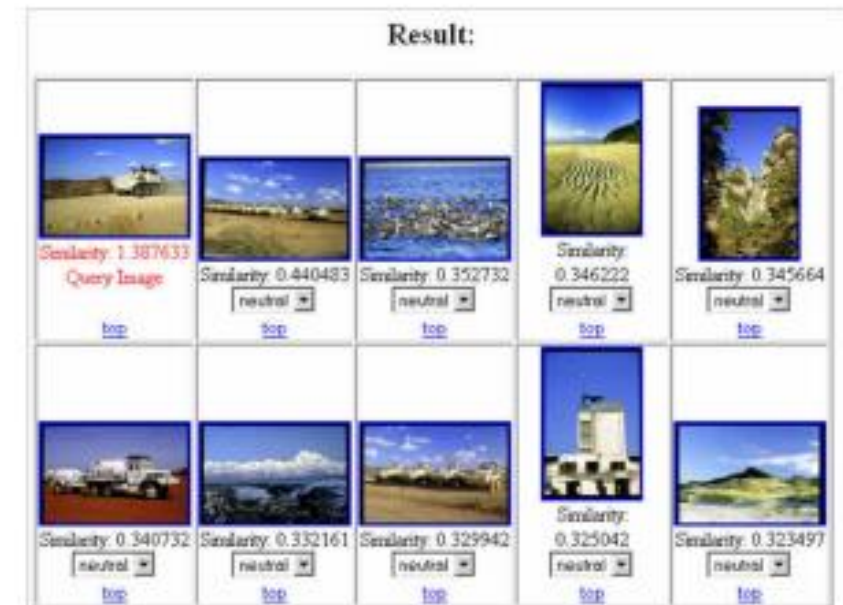 Result:
Similarity: 1.387633
Query Image
top
Similarity: 0.440483
neutral
top
Similarity: 0.352732
neutral
top
Similarity:
0.346222
neutral
top
Similarity: 0.345664
neutral
top
Similarity: 0.340732
neutral
top
Similarity: 0.332161
neutral
top
Similarity: 0.329942
neutral
top
Similarity:
0.325042
neutral
top
Similarity: 0.323497
neutral
top